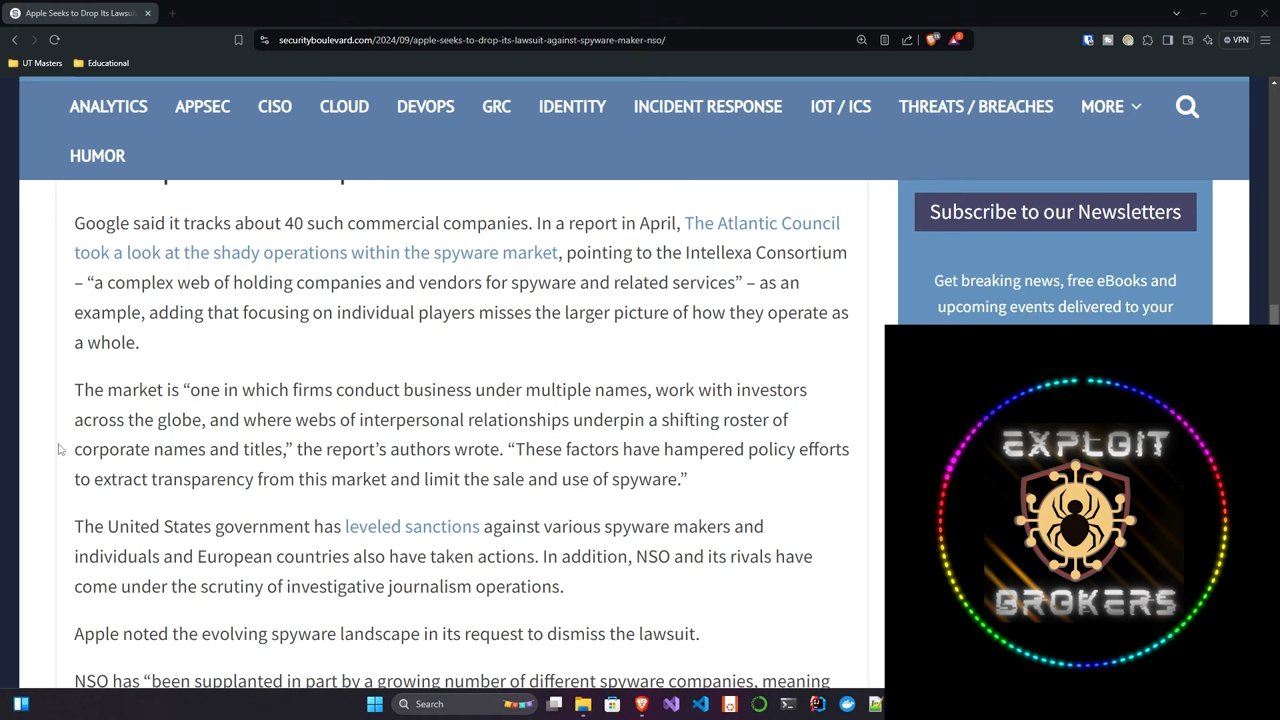 Apple Seeks to Drop Its Lawsui
securityboulevard.com/2024/09/apple-seeks-to-drop-its-lawsuit-against-spyware-maker-nso/
VPN
UT Masters
Educational
ANALYTICS
APPSEC
CISO
CLOUD
DEVOPS
GRC
IDENTITY
INCIDENT RESPONSE
IOT / ICS
THREATS / BREACHES
MORE
HUMOR
Google said it tracks about 40 such commercial companies. In a report in April, The Atlantic Council
took a look at the shady operations within the spyware market, pointing to the Intellexa Consortium
– “a complex web of holding companies and vendors for spyware and related services” – as an
example, adding that focusing on individual players misses the larger picture of how they operate as
a whole.
The market is “one in which firms conduct business under multiple names, work with investors
across the globe, and where webs of interpersonal relationships underpin a shifting roster of
corporate names and titles,” the report’s authors wrote. “These factors have hampered policy efforts
to extract transparency from this market and limit the sale and use of spyware.”
The United States government has leveled sanctions against various spyware makers and
individuals and European countries also have taken actions. In addition, NSO and its rivals have
come under the scrutiny of investigative journalism operations.
Apple noted the evolving spyware landscape in its request to dismiss the lawsuit.
NSO has “been supplanted in part by a growing number of different spyware companies, meaning
Subscribe to our Newsletters
Get breaking news, free eBooks and
upcoming events delivered to your
EXPLOIT
BROKERS
Search